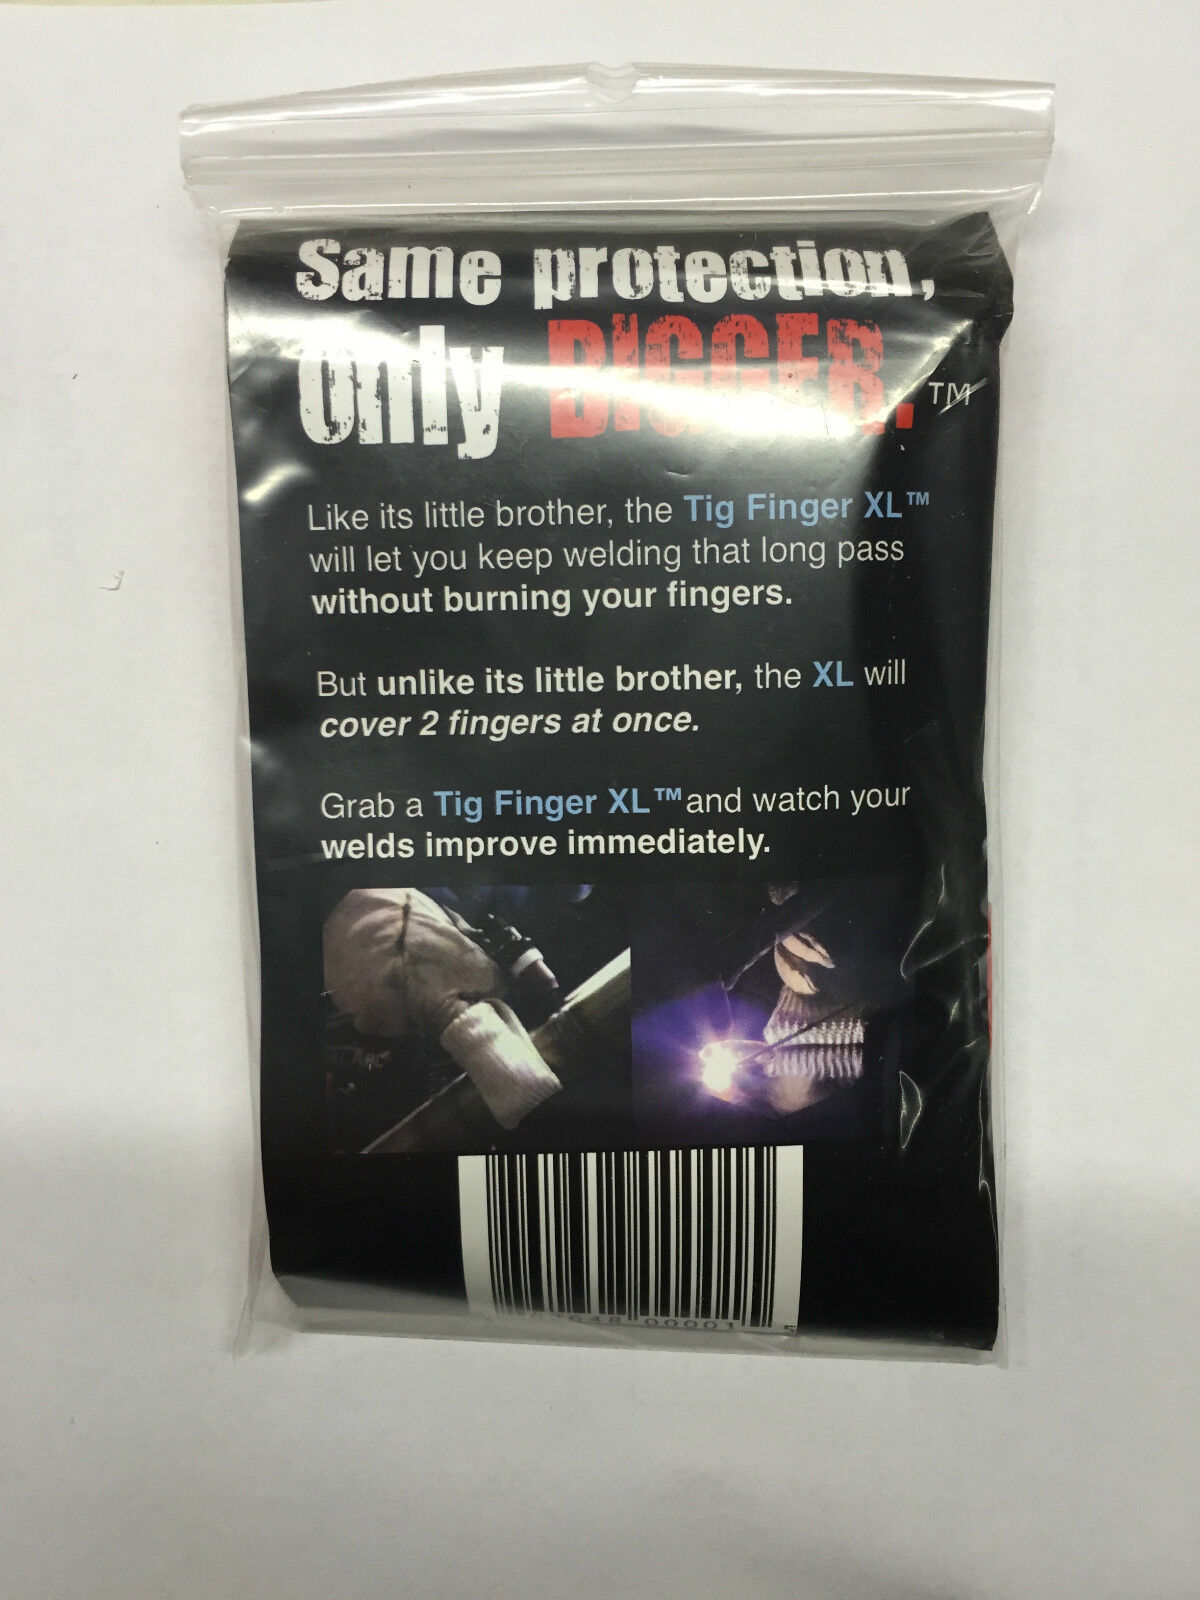 Same protection,
only BIGGER.™
Like its little brother, the Tig Finger XL™
will let you keep welding that long pass
without burning your fingers.
But unlike its little brother, the XL will
cover 2 fingers at once.
Grab a Tig Finger XL™ and watch your
welds improve immediately.
00001